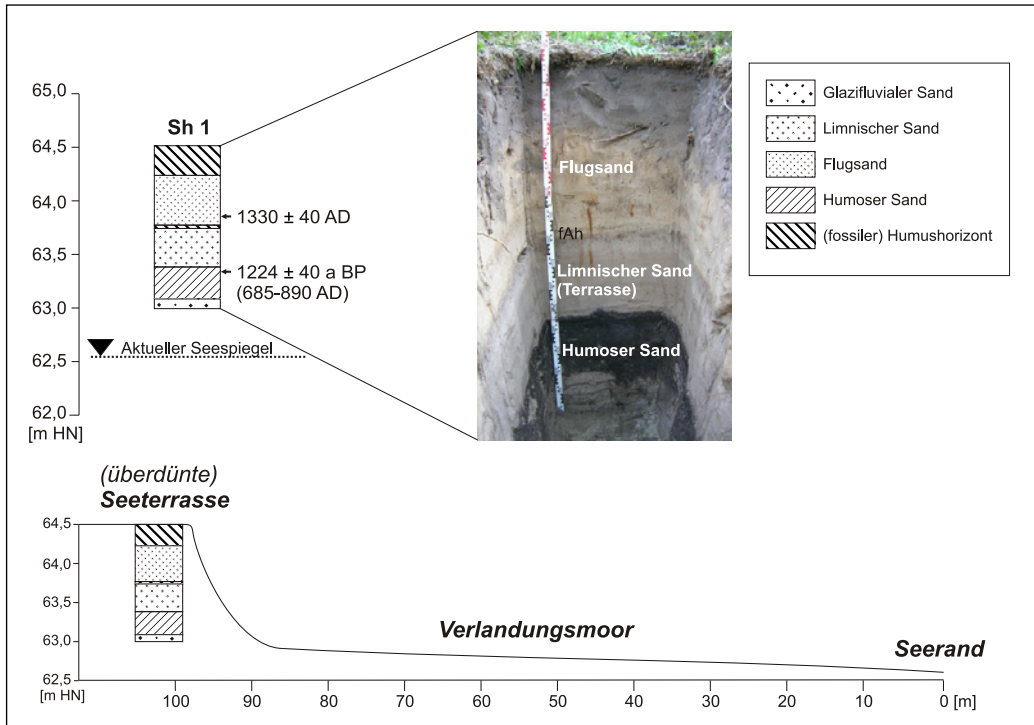 65,0
64,5
64,0
63,5
63,0
62,5
62,0
[m HN]
Sh 1
1330 ± 40 AD
1224 ± 40 a BP
(685-890 AD)
Aktueller Seespiegel
Flugsand
fAh
Limnischer Sand
(Terrasse)
Humoser Sand
Glazifluvialer Sand
Limnischer Sand
Flugsand
Humoser Sand
(fossiler) Humushorizont
(überdünte)
Seeterrasse
64,5
64,0
63,5
63,0
62,5
[m HN]
Verlandungsmoor
Seerand
100 90 80 70 60 50 40 30 20 10 0 [m]